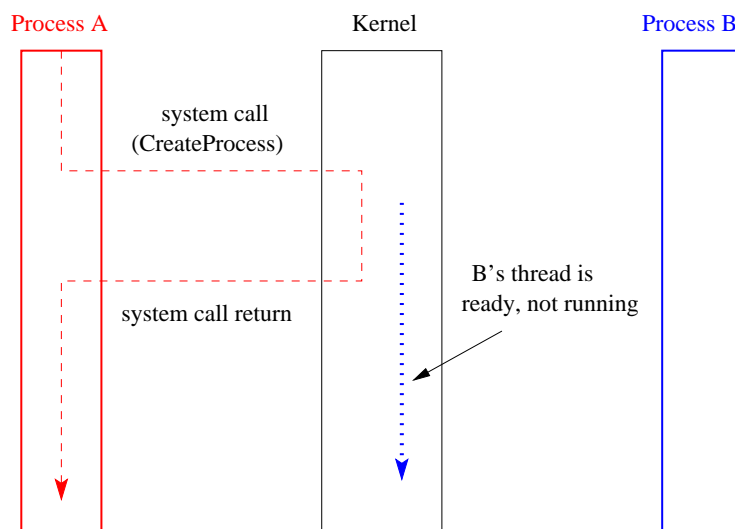 Process A
Kernel
Process B
system call
(CreateProcess)
B's thread is
ready, not running
system call return